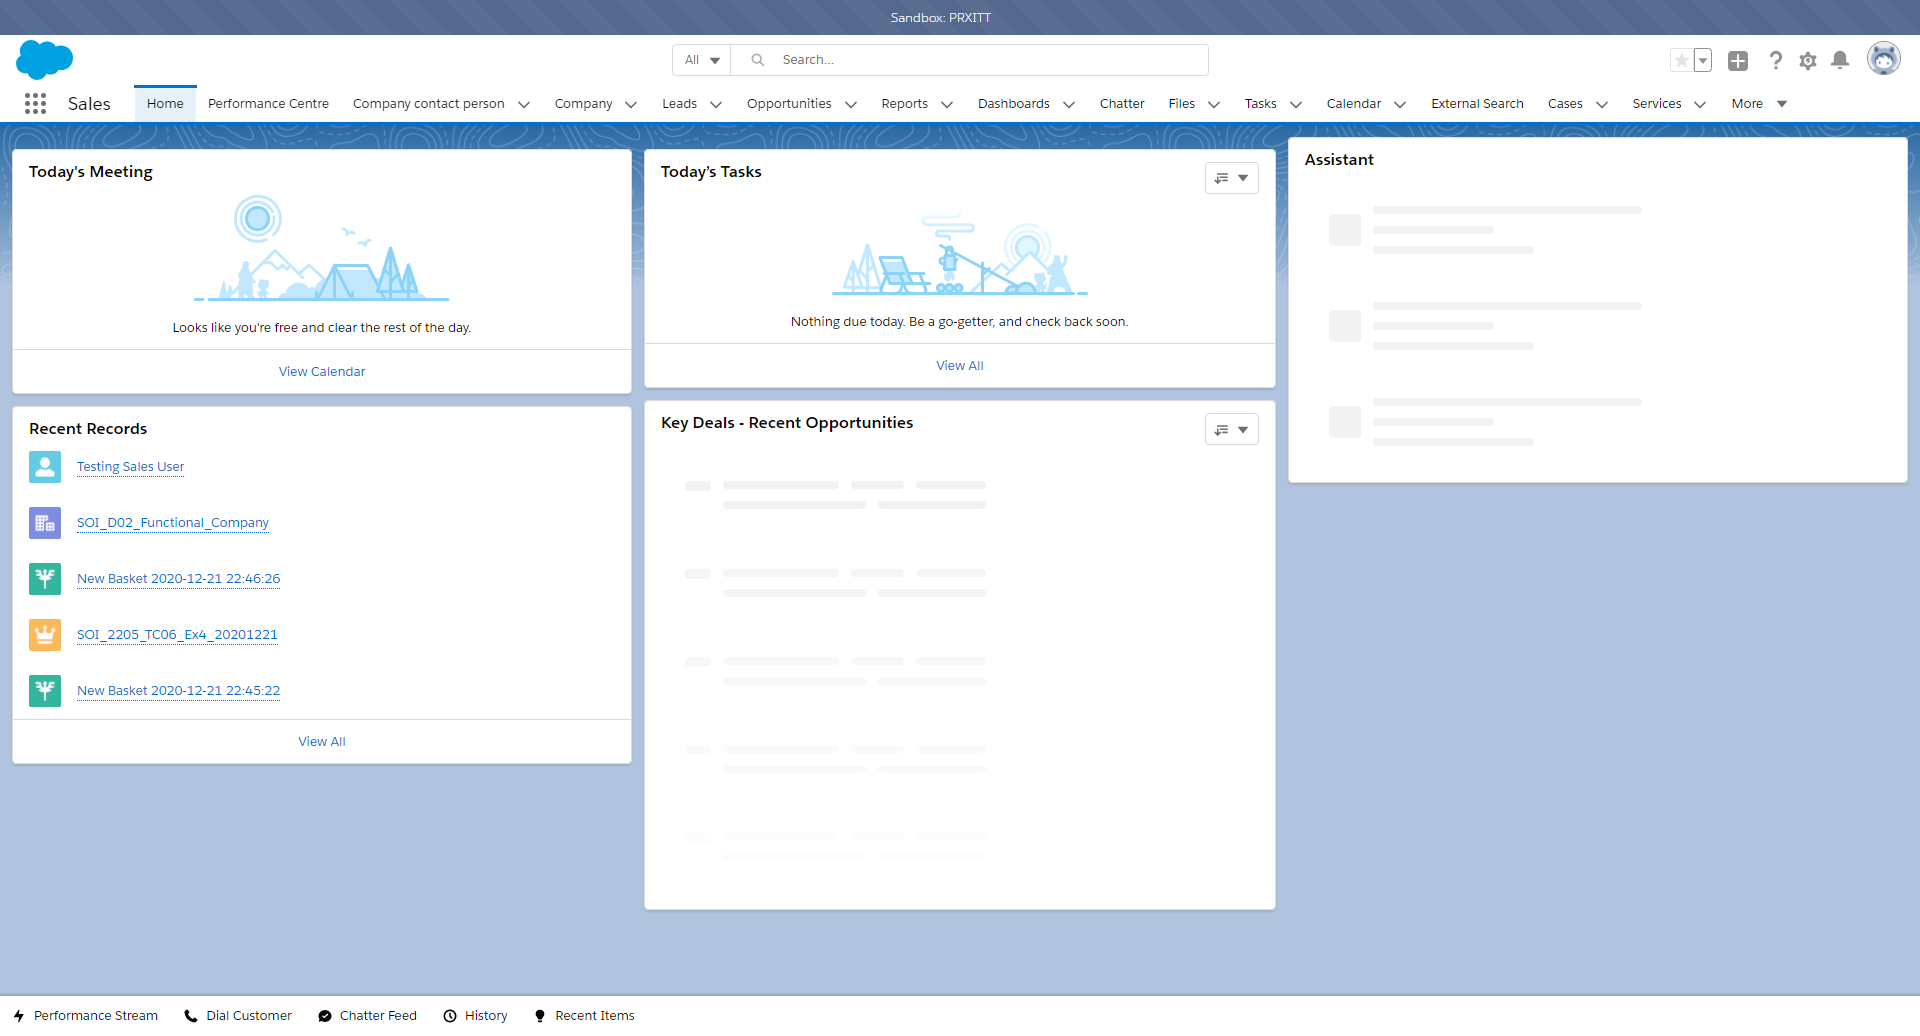 Sandbox: PRXITT
All
Search...
Sales
Home
Performance Centre
Company contact person
Company
Leads
Opportunities
Reports
Dashboards
Chatter
Files
Tasks
Calendar
External Search
Cases
Services
More
Today's Meeting
Looks like you're free and clear the rest of the day.
View Calendar
Recent Records
Testing Sales User
SOI_D02_Functional_Company
New Basket 2020-12-21 22:46:26
SOI_2205_TC06_Ex4_20201221
New Basket 2020-12-21 22:45:22
View All
Today’s Tasks
Nothing due today. Be a go-getter, and check back soon.
View All
Key Deals - Recent Opportunities
Assistant
Performance Stream
Dial Customer
Chatter Feed
History
Recent Items